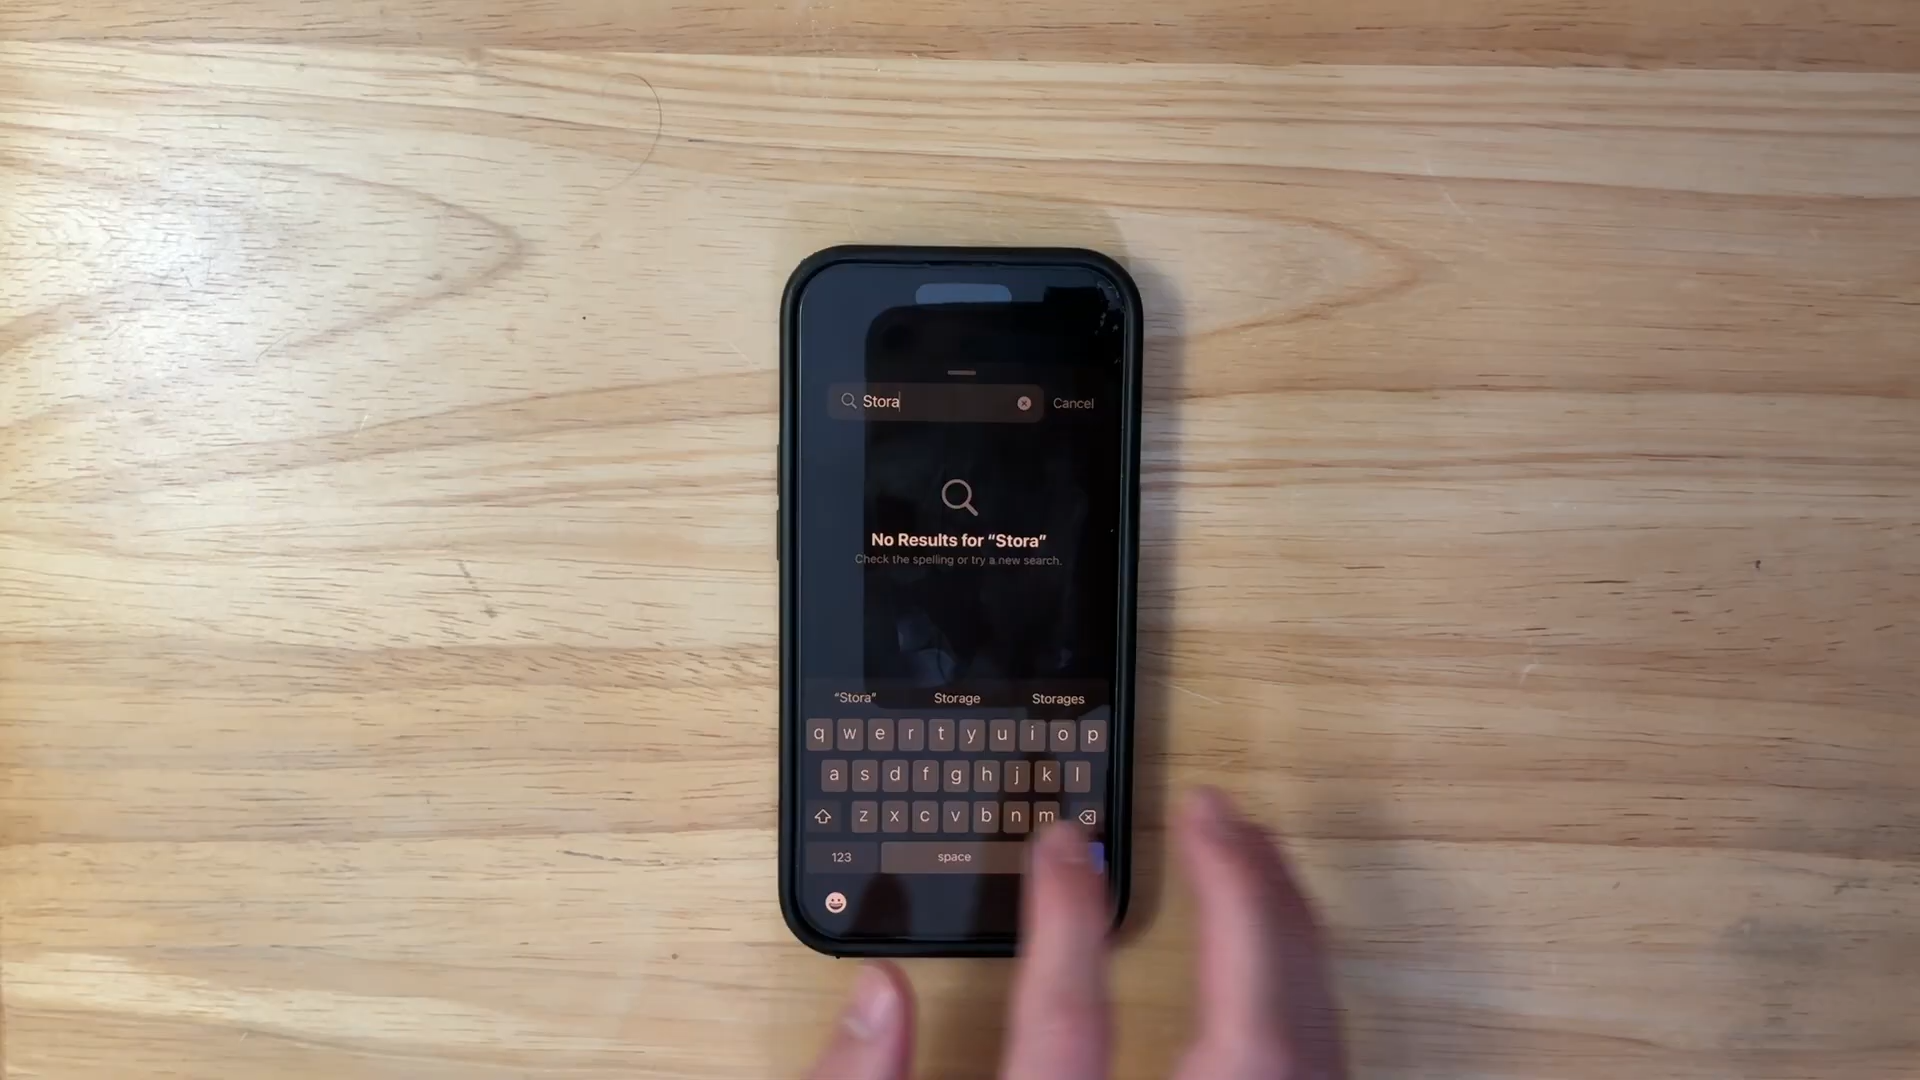 Stora Cancel
No Results for “Stora”
Check the spelling or try a new search.
“Stora” Storage Storages
q w e r t y u i o p
a s d f g h j k l
z x c v b n m
123 space